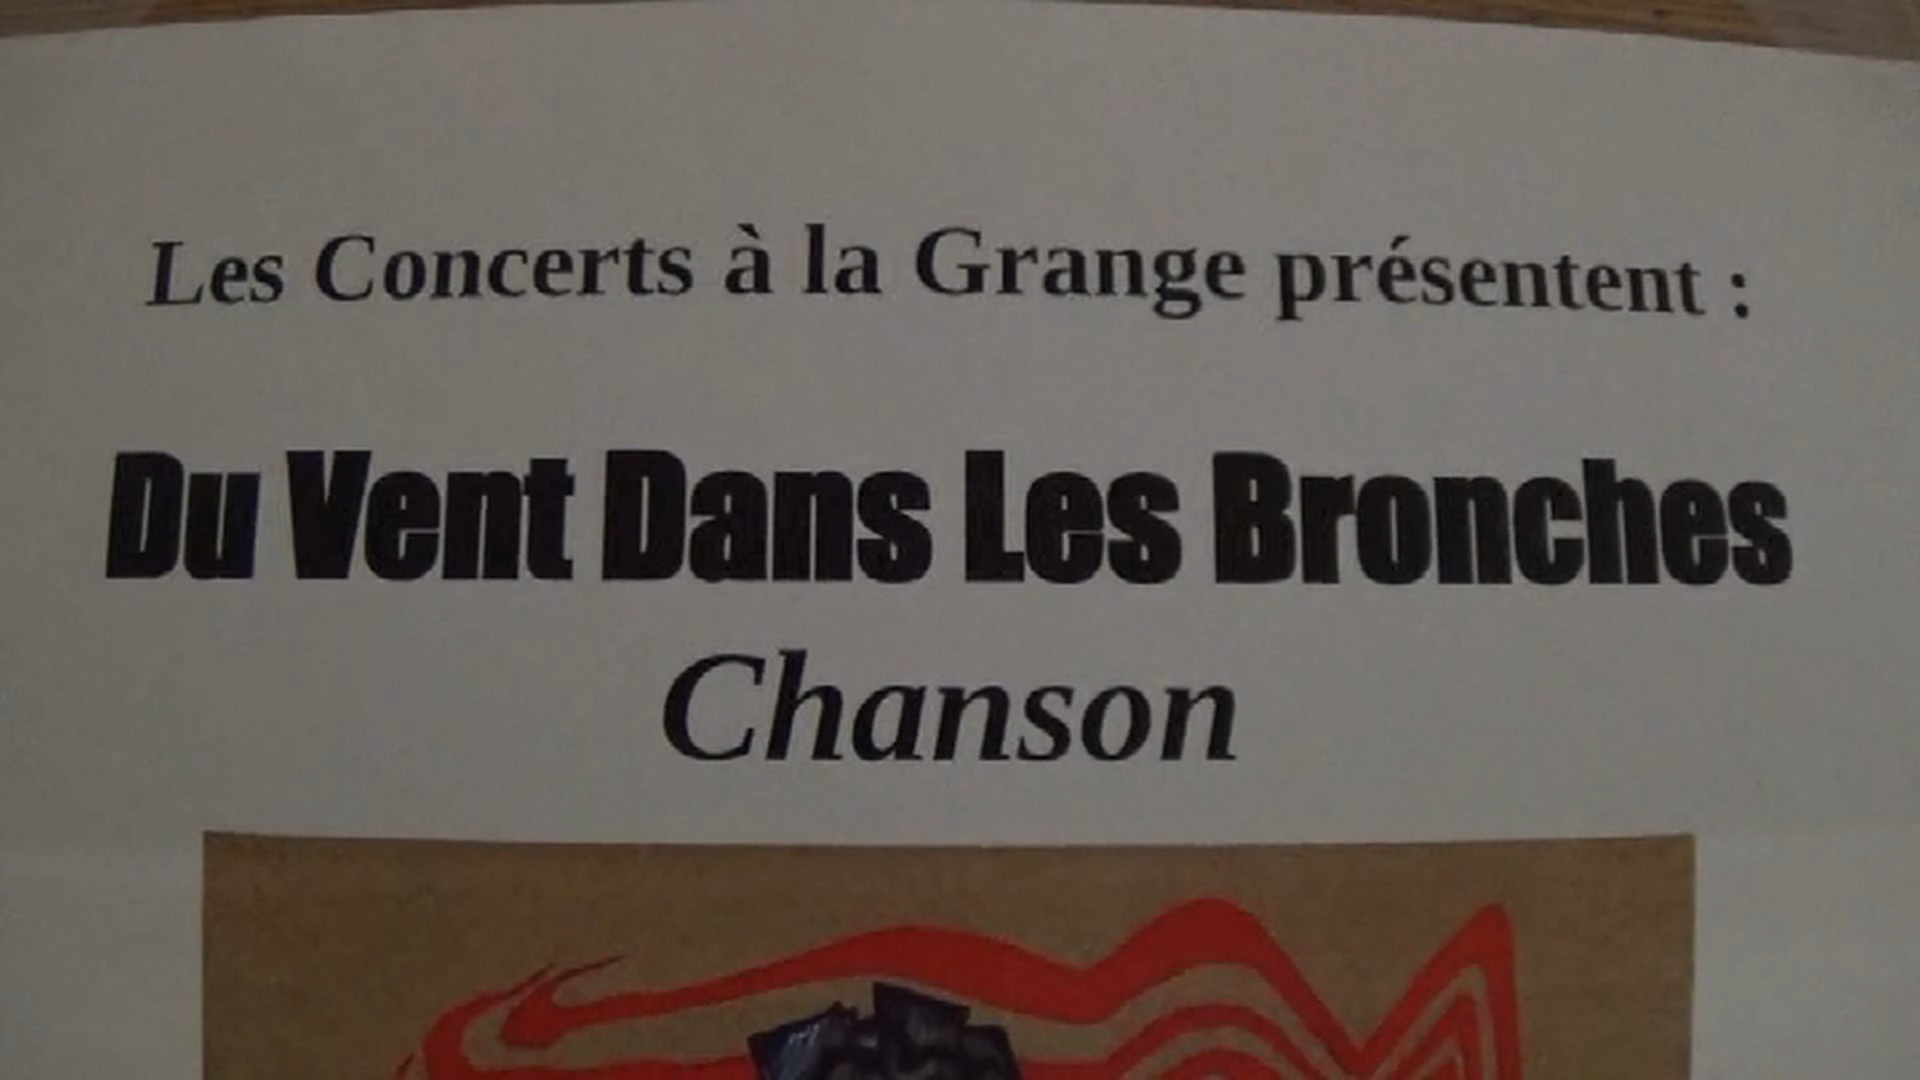 Les Concerts à la Grange présentent :
Du Vent Dans Les Bronches
Chanson